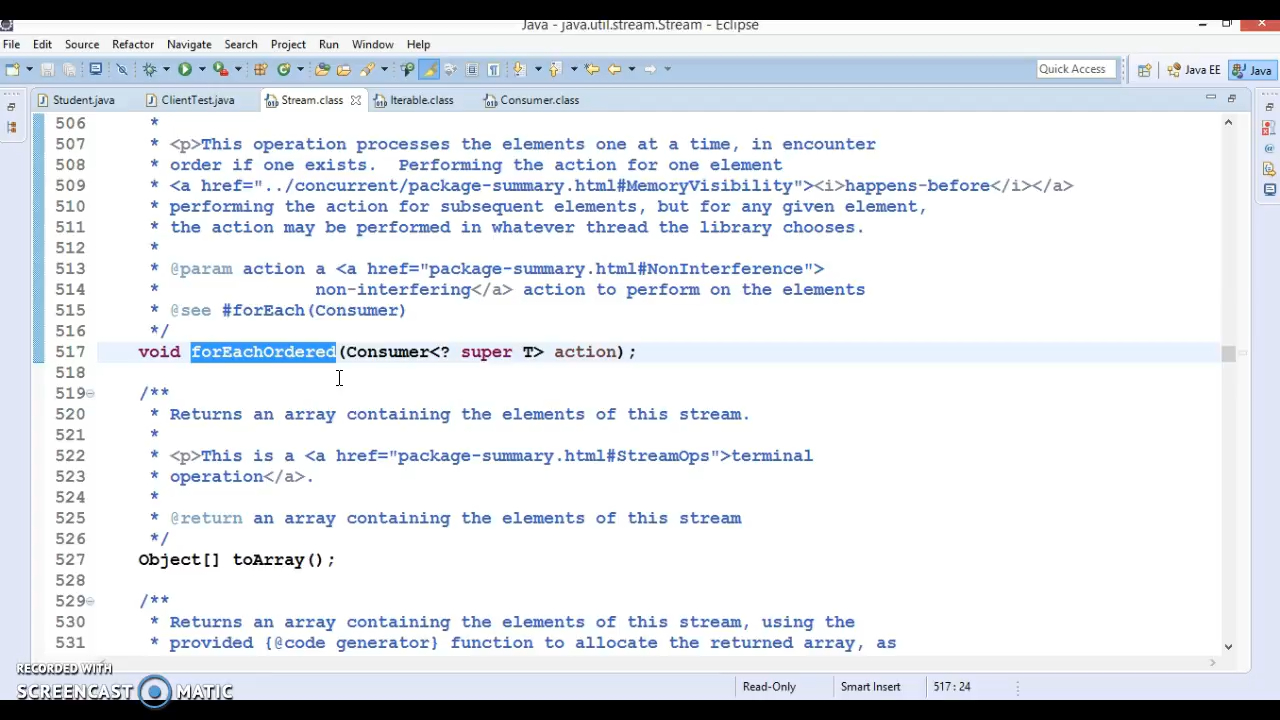 Java - java.util.stream.Stream - Eclipse
File Edit Source Refactor Navigate Search Project Run Window Help
Quick Access Java EE Java
Student.java ClientTest.java Stream.class Iterable.class Consumer.class
506 *
507 * <p>This operation processes the elements one at a time, in encounter
508 * order if one exists.  Performing the action for one element
509 * <a href="../concurrent/package-summary.html#MemoryVisibility"><i>happens-before</i></a>
510 * performing the action for subsequent elements, but for any given element,
511 * the action may be performed in whatever thread the library chooses.
512 *
513 * @param action a <a href="package-summary.html#NonInterference">
514 *               non-interfering</a> action to perform on the elements
515 * @see #forEach(Consumer)
516 */
517 void forEachOrdered(Consumer<? super T> action);
518
519 /**
520 * Returns an array containing the elements of this stream.
521 *
522 * <p>This is a <a href="package-summary.html#StreamOps">terminal
523 * operation</a>.
524 *
525 * @return an array containing the elements of this stream
526 */
527 Object[] toArray();
528
529 /**
530 * Returns an array containing the elements of this stream, using the
531 * provided {@code generator} function to allocate the returned array, as
RECORDED WITH
SCREENCAST MATIC
Read-Only Smart Insert 517 : 24